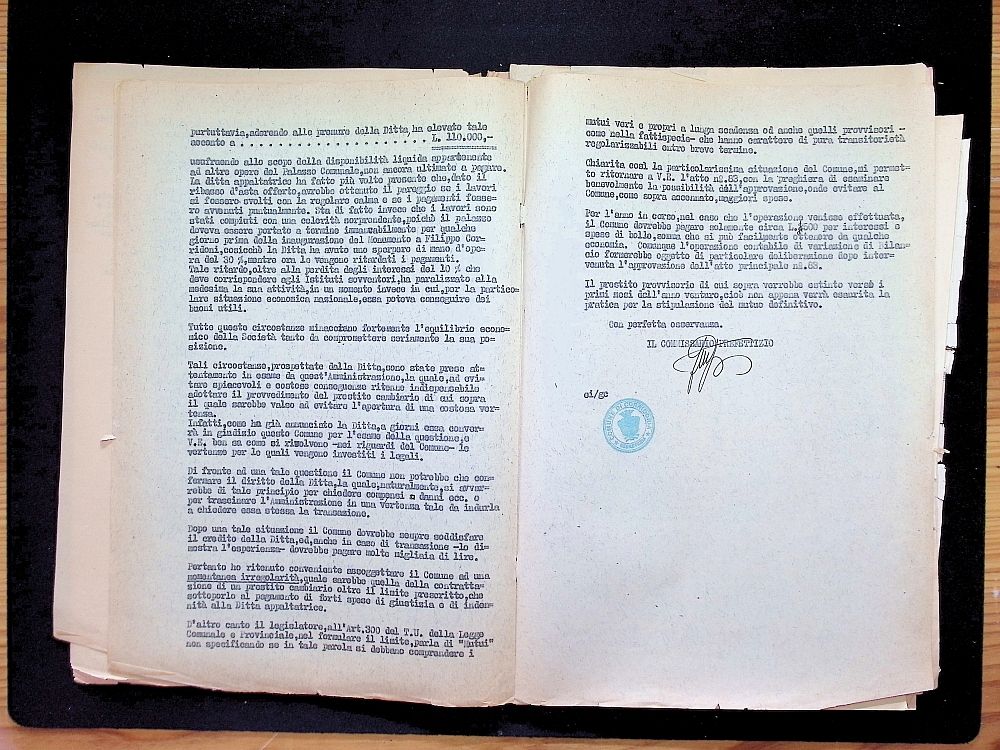 purtuttavia,aderendo alle premure della Ditta,ha elevato tale
acconto a . . . . . . . . . . . . . . . . . . . . . . L. 110.000,-
usufruendo allo scopo della disponibilità liquida appartenente
ad altre opere del Palazzo Comunale,non ancora ultimate a pagare.
La ditta appaltatrice ha fatto più volte presente che,dato il
ribasso d'asta offerto,avrebbe ottenuto il pareggio se i lavori
si fossero svolti con la regolare calma e se i pagamenti fosse=
ro avvenuti puntualmente. Sta di fatto invece che i lavori sono
stati compiuti con una celerità sorprendente,poichè il palazzo
doveva essere portato a termine immancabilmente per qualche
giorno prima della inaugurazione del Monumento a Filippo Cor=
ridoni,cosicchè la Ditta ha avuto uno sperpero di mano d'ope=
ra del 30 %,mentre ora le vengono ritardati i pagamenti.
Tale ritardo,oltre alla perdita degli interessi del 10 % che
deve corrispondere agli Istituti sovventori,ha paralizzato alla
medesima la sua attività,in un momento invece in cui,per la partico=
lare situazione economica nazionale,essa poteva conseguire dei
buoni utili.
Tutte queste circostanze minacciano fortemente l'equilibrio econo=
mico della Società tanto da compromettere seriamente la sua po=
sizione.
Tali circostanze,prospettate dalla Ditta,sono state prese at=
tentamente in esame da quest'Amministrazione,la quale,ad evi=
tare spiacevoli e costose conseguenze ritenne indispensabile
adottare il provvedimento del prestito cambiario di cui sopra
il quale sarebbe valso ad evitare l'apertura di una costosa ver=
tenza.
Infatti,come ha già annunciato la Ditta,a giorni essa conver=
rà in giudizio questo Comune per l'esame della questione,e
V.E. ben sa come si risolvono -nei riguardi del Comune- le
vertenze per le quali vengono investiti i legali.
Di fronte ad una tale questione il Comune non potrebbe che con=
fermare il diritto della Ditta,la quale,naturalmente,si avver=
rebbe di tale principio per chiedere compensi a danni ecc. o
per trascinare l'Amministrazione in una vertenza tale da indurla
a chiedere essa stessa la transazione.
Dopo una tale situazione il Comune dovrebbe sempre soddisfare
il credito della Ditta,ed,anche in caso di transazione -lo di=
mostra l'esperienza- dovrebbe pagare molte migliaia di lire.
Pertanto ho ritenuto conveniente assoggettare il Comune ad una
momentanea irregolarità,quale sarebbe quella della contratta=
zione di un prestito cambiario oltre il limite prescritto,che
sottoporlo al pagamento di forti spese di giustizia e di inden=
nità alla Ditta appaltatrice.
D'altro canto il legislatore,all'Art.300 del T.U. della Legge
Comunale e Provinciale,nel formulare il limite,parla di "Mutui"
non specificando se in tale parola si debbano comprendere i
mutui veri e propri a lunga scadenza od anche quelli provvisori -
come nella fattispecie- che hanno carattere di pura transitorietà
regolarizzabili entro breve termine.
Chiarita così la particolarissima situazione del Comune,mi permet=
to ritornare a V.E. l'atto n2.83,con la preghiera di esaminare
benevolmente la possibilità dell'approvazione,onde evitare al
Comune,come sopra accennato,maggiori spese.
Per l'anno in corso,nel caso che l'operazione venisse effettuata,
il Comune dovrebbe pagare solamente circa 500 per interessi e
spese di bollo,somma che si può facilmente ottenere da qualche
economia. Comunque l'operazione contabile di variazione di Bilan=
cio formerebbe oggetto di particolare deliberazione dopo inter=
venuta l'approvazione dell'atto principale n2.83.
Il prestito provvisorio di cui sopra verrebbe estinto verso i
primi mesi dell'anno venturo,cioè non appena verrà esaurita la
pratica per la stipulazione del mutuo definitivo.
Con perfetta osservanza.
IL COMMISSARIO PREFETTIZIO
ci/gc